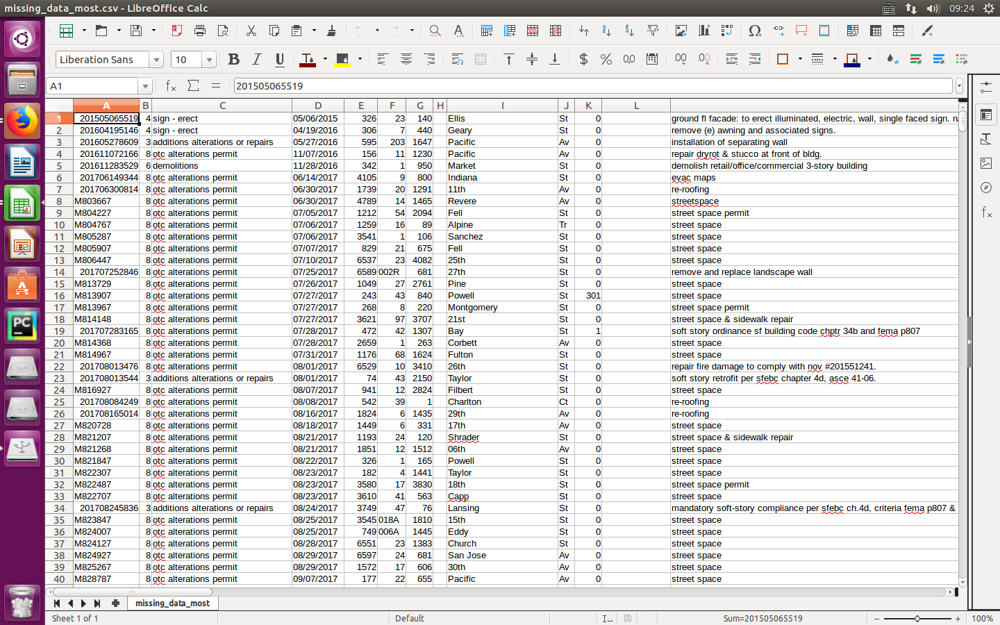 missing_data_most.csv - LibreOffice Calc 09:24
Liberation Sans 10
A1 201505065519
A B C D E F G H I J K L
1 201505065519 4 sign - erect 05/06/2015 326 23 140 Ellis St 0 ground fl facade: to erect illuminated, electric, wall, single faced sign.
2 201604195146 4 sign - erect 04/19/2016 306 7 440 Geary St 0 remove (e) awning and associated signs.
3 201605278609 3 additions alterations or repairs 05/27/2016 595 203 1647 Pacific Av 0 installation of separating wall
4 201611072166 8 otc alterations permit 11/07/2016 156 11 1230 Pacific Av 0 repair dryrot & stucco at front of bldg.
5 201611283529 6 demolitions 11/28/2016 342 1 950 Market St 0 demolish retail/office/commercial 3-story building
6 201706149344 8 otc alterations permit 06/14/2017 4105 9 800 Indiana St 0 evac maps
7 201706300814 8 otc alterations permit 06/30/2017 1739 20 1291 11th Av 0 re-roofing
8 M803667 8 otc alterations permit 06/30/2017 4789 14 1465 Revere Av 0 streetspace
9 M804227 8 otc alterations permit 07/05/2017 1212 54 2094 Fell St 0 street space permit
10 M804767 8 otc alterations permit 07/06/2017 1259 16 89 Alpine Tr 0 street space
11 M805287 8 otc alterations permit 07/06/2017 3541 1 106 Sanchez St 0 street space
12 M805907 8 otc alterations permit 07/07/2017 829 21 675 Fell St 0 street space
13 M806447 8 otc alterations permit 07/10/2017 6537 23 4082 25th St 0 street space
14 201707252846 8 otc alterations permit 07/25/2017 6589 002R 681 27th St 0 remove and replace landscape wall
15 M813729 8 otc alterations permit 07/26/2017 1049 27 2761 Pine St 0 street space
16 M813907 8 otc alterations permit 07/27/2017 243 43 840 Powell St 301 street space
17 M813967 8 otc alterations permit 07/27/2017 268 8 220 Montgomery St 0 street space permit
18 M814148 8 otc alterations permit 07/27/2017 3621 97 3707 21st St 0 street space & sidewalk repair
19 201707283165 8 otc alterations permit 07/28/2017 472 42 1307 Bay St 1 soft story ordinance sf building code chptr 34b and fema p807
20 M814368 8 otc alterations permit 07/28/2017 2659 1 263 Corbett Av 0 street space
21 M814967 8 otc alterations permit 07/31/2017 1176 68 1624 Fulton St 0 street space
22 201708013476 8 otc alterations permit 08/01/2017 6529 10 3410 26th St 0 repair fire damage to comply with nov #201551241.
23 201708013544 3 additions alterations or repairs 08/01/2017 74 43 2150 Taylor St 0 soft story retrofit per sfebc chapter 4d, asce 41-06.
24 M816927 8 otc alterations permit 08/07/2017 941 12 2824 Filbert St 0 street space
25 201708084249 8 otc alterations permit 08/08/2017 542 39 1 Charlton Ct 0 re-roofing
26 201708165014 8 otc alterations permit 08/16/2017 1824 6 1435 29th Av 0 re-roofing
27 M820728 8 otc alterations permit 08/18/2017 1449 6 331 17th Av 0 street space
28 M821207 8 otc alterations permit 08/21/2017 1193 24 120 Shrader St 0 street space & sidewalk repair
29 M821268 8 otc alterations permit 08/21/2017 1851 12 1512 06th Av 0 street space
30 M821847 8 otc alterations permit 08/22/2017 326 1 165 Powell St 0 street space
31 M822307 8 otc alterations permit 08/23/2017 182 4 1441 Taylor St 0 street space
32 M822487 8 otc alterations permit 08/23/2017 3580 17 3830 18th St 0 street space permit
33 M822707 8 otc alterations permit 08/23/2017 3610 41 563 Capp St 0 street space
34 201708245836 3 additions alterations or repairs 08/24/2017 3749 47 76 Lansing St 0 mandatory soft-story compliance per sfebc ch.4d, criteria fema p807 &
35 M823847 8 otc alterations permit 08/25/2017 3545 018A 1810 15th St 0 street space
36 M824007 8 otc alterations permit 08/25/2017 749 006A 1445 Eddy St 0 street space
37 M824127 8 otc alterations permit 08/28/2017 6551 23 1383 Church St 0 street space
38 M824927 8 otc alterations permit 08/29/2017 6597 24 681 San Jose Av 0 street space
39 M825267 8 otc alterations permit 08/29/2017 1572 17 606 30th Av 0 street space
40 M828787 8 otc alterations permit 09/07/2017 177 22 655 Pacific Av 0 street space
missing_data_most
Sheet 1 of 1 Default Sum=201505065519 100%